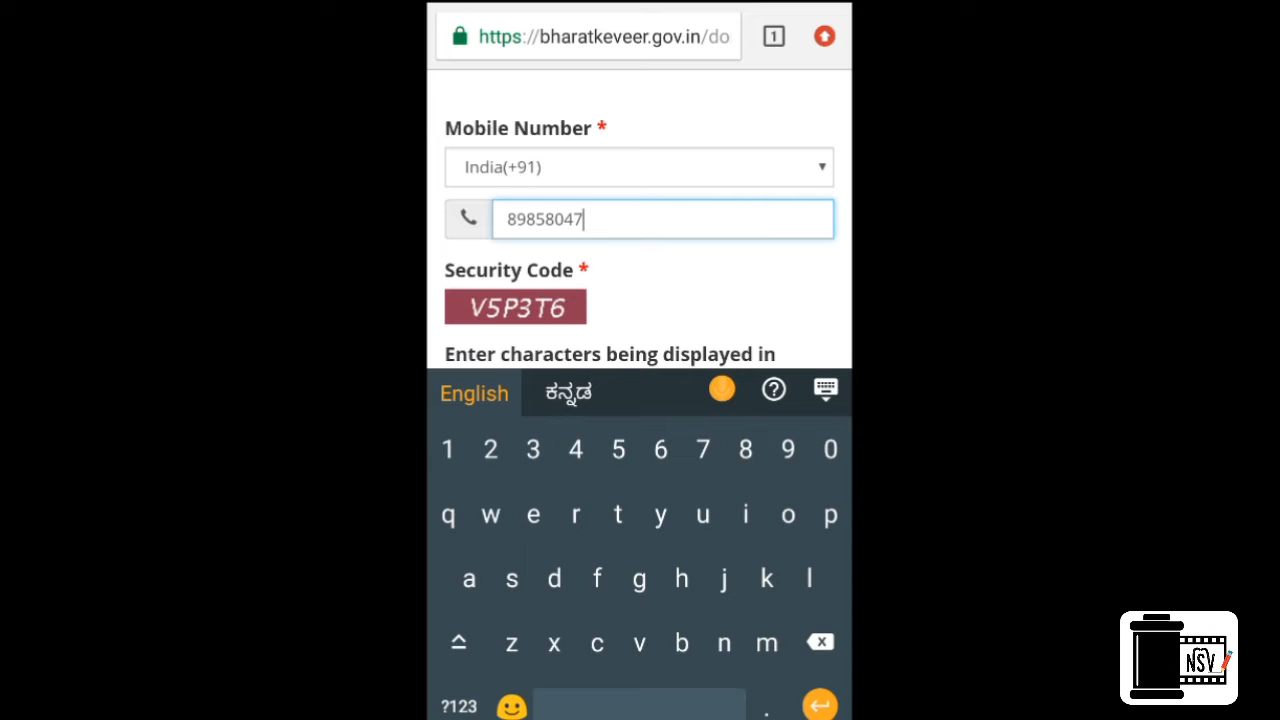 https://bharatkeveer.gov.in/do
1
Mobile Number *
India(+91)
89858047
Security Code *
V5P3T6
Enter characters being displayed in
English ಕನ್ನಡ ?
1 2 3 4 5 6 7 8 9 0
q w e r t y u i o p
a s d f g h j k l
z x c v b n m
?123 .
NSV